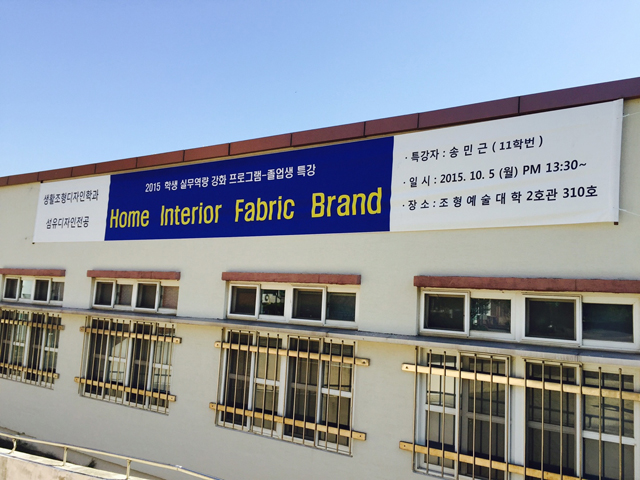 생활조형디자인학과
섬유디자인전공
2015 학생 실무역량 강화 프로그램-졸업생 특강
Home Interior Fabric Brand
· 특강자 : 송 민 근 ( 11학번 )
· 일 시 : 2015. 10. 5 (월) PM 13:30~
· 장 소 : 조 형 예 술 대 학 2호관 310호